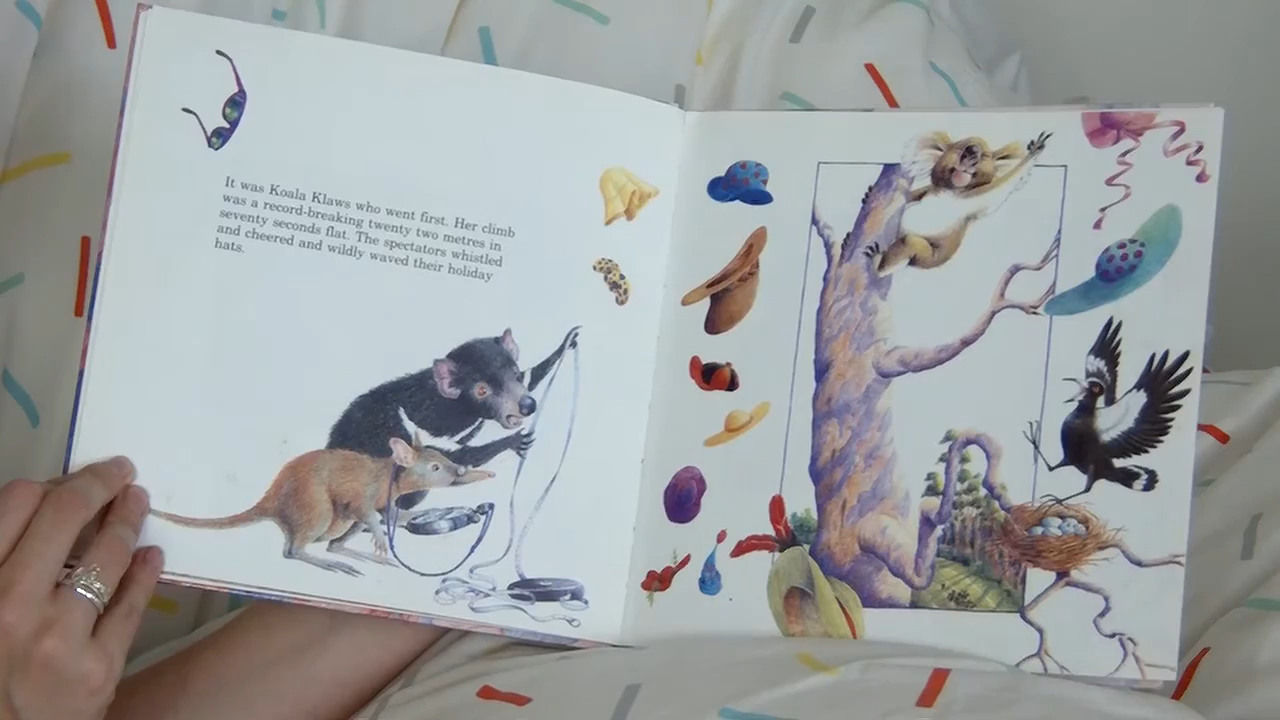 It was Koala Klaws who went first. Her climb
was a record-breaking twenty two metres in
seventy seconds flat. The spectators whistled
and cheered and wildly waved their holiday
hats.